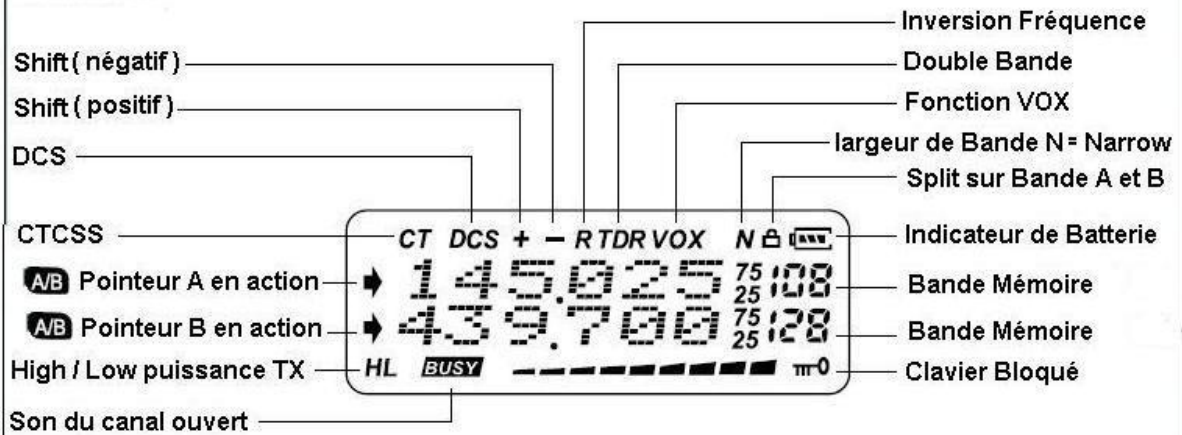 Inversion Fréquence
Shift( négatif )
Double Bande
Shift ( positif )
Fonction VOX
DCS
largeur de Bande N= Narrow
Split sur Bande A et B
CTCSS
CT DCS + - R TDR VOX N
Indicateur de Batterie
A/B Pointeur A en action
145.025 75 25 108
Bande Mémoire
A/B Pointeur B en action
439.700 75 25 128
Bande Mémoire
High / Low puissance TX
HL BUSY
Clavier Bloqué
Son du canal ouvert